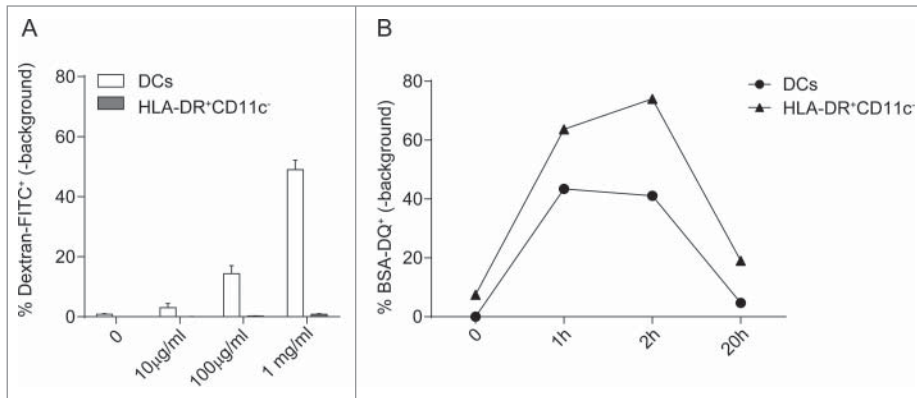 A
% Dextran-FITC⁺ (-background)
80
60
40
20
0
DCs
HLA-DR⁺CD11c⁻
0
10µg/ml
100µg/ml
1 mg/ml
B
% BSA-DQ⁺ (-background)
80
60
40
20
0
DCs
HLA-DR⁺CD11c⁻
0
1h
2h
20h